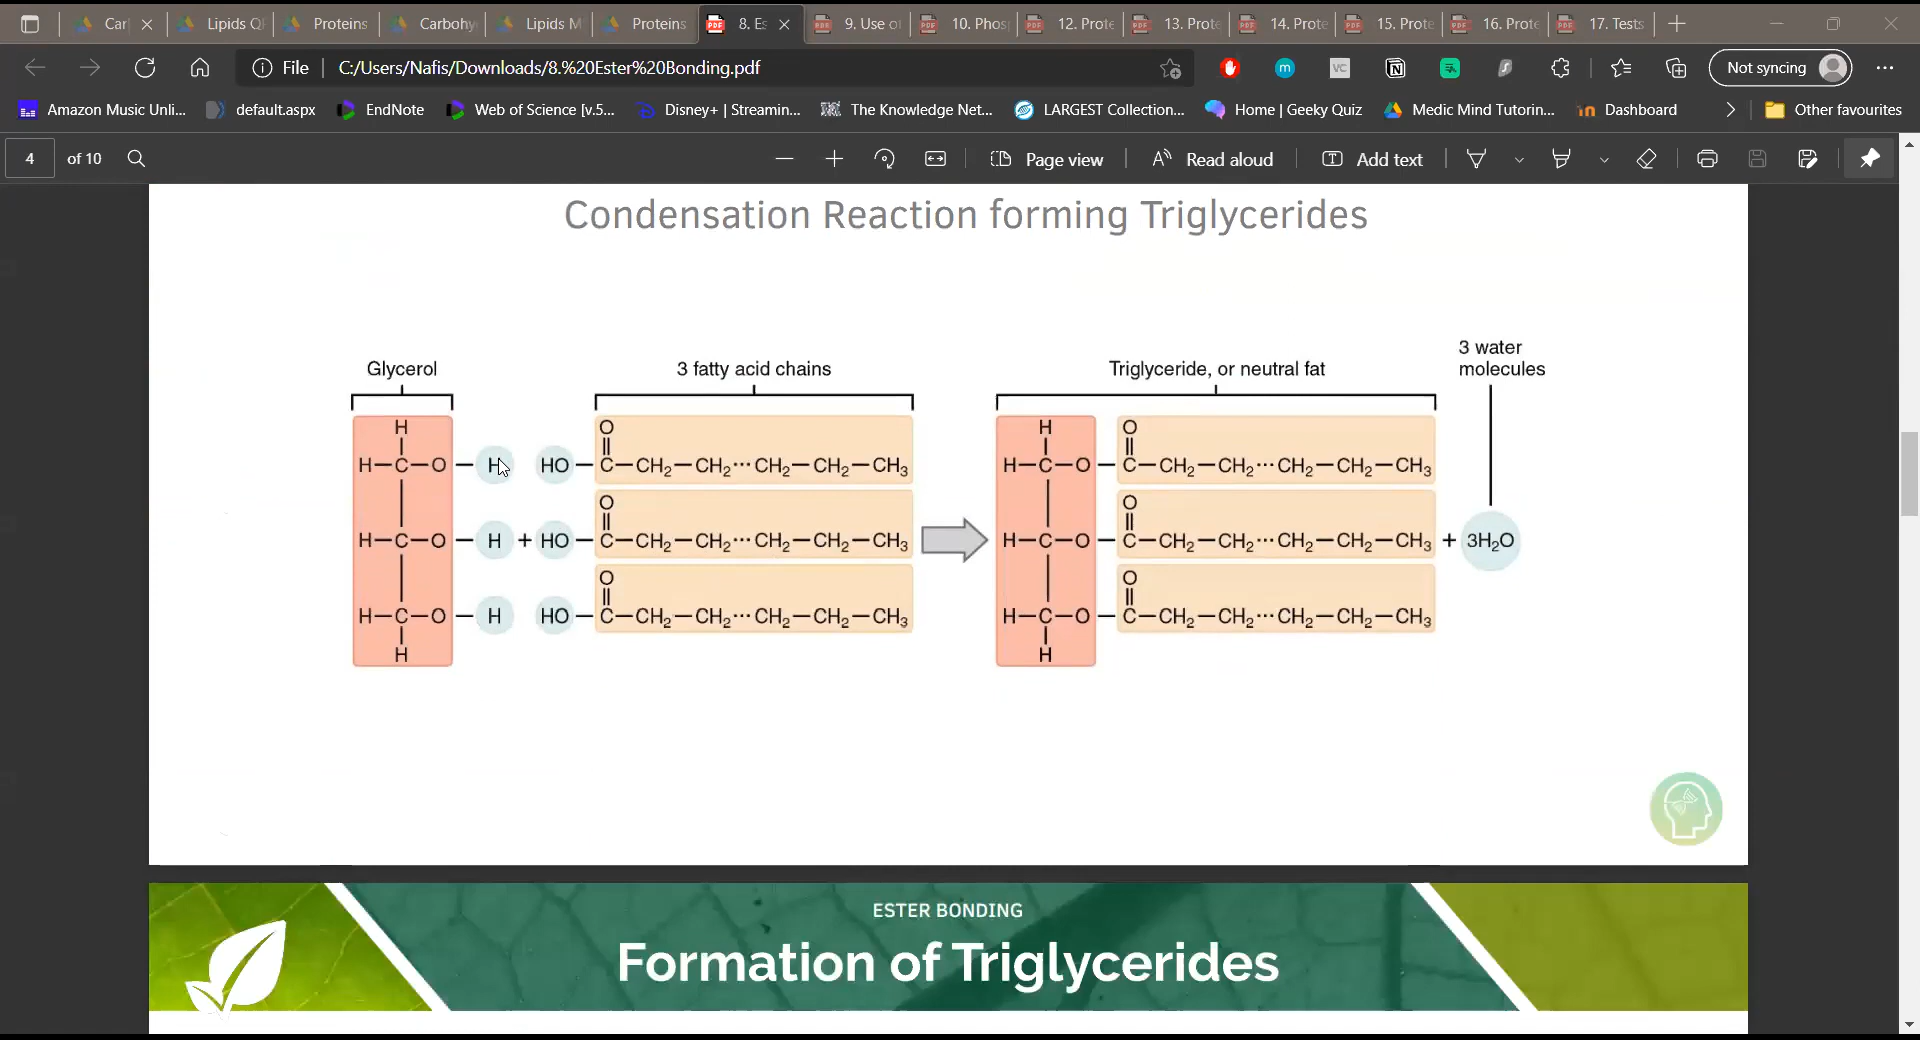 Car
Lipids Q
Proteins
Carbohy
Lipids M
Proteins
8. Es
9. Use o
10. Phos
12. Prote
13. Prot
14. Prote
15. Prote
16. Prote
17. Tests
File
C:/Users/Nafis/Downloads/8.%20Ester%20Bonding.pdf
Not syncing
Amazon Music Unli...
default.aspx
EndNote
Web of Science [v.5...
Disney+ | Streamin...
The Knowledge Net...
LARGEST Collection...
Home | Geeky Quiz
Medic Mind Tutorin...
Dashboard
Other favourites
4 of 10
Page view
Read aloud
Add text
Condensation Reaction forming Triglycerides
Glycerol
3 fatty acid chains
Triglyceride, or neutral fat
3 water
molecules
H O H O
H—C—O—H HO—C—CH₂—CH₂···CH₂—CH₂—CH₃ H—C—O—C—CH₂—CH₂···CH₂—CH₂—CH₃
O O
H—C—O—H + HO—C—CH₂—CH₂···CH₂—CH₂—CH₃ H—C—O—C—CH₂—CH₂···CH₂—CH₂—CH₃ + 3H₂O
O O
H—C—O—H HO—C—CH₂—CH₂···CH₂—CH₂—CH₃ H—C—O—C—CH₂—CH₂···CH₂—CH₂—CH₃
H H
ESTER BONDING
Formation of Triglycerides